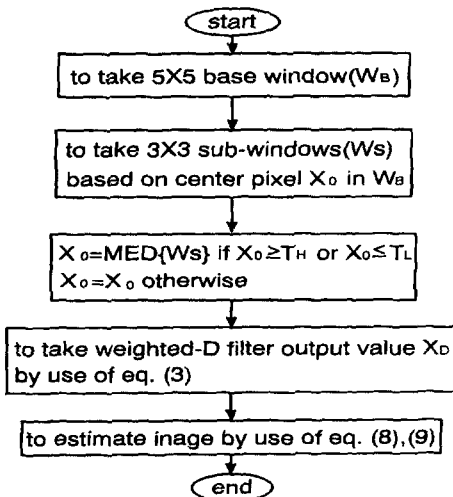 start
to take 5X5 base window(WB)
to take 3X3 sub-windows(Ws)
based on center pixel X0 in WB
X0=MED{Ws} if X0≥TH or X0≤TL
X0=X0 otherwise
to take weighted-D filter output value XD
by use of eq. (3)
to estimate inage by use of eq. (8),(9)
end